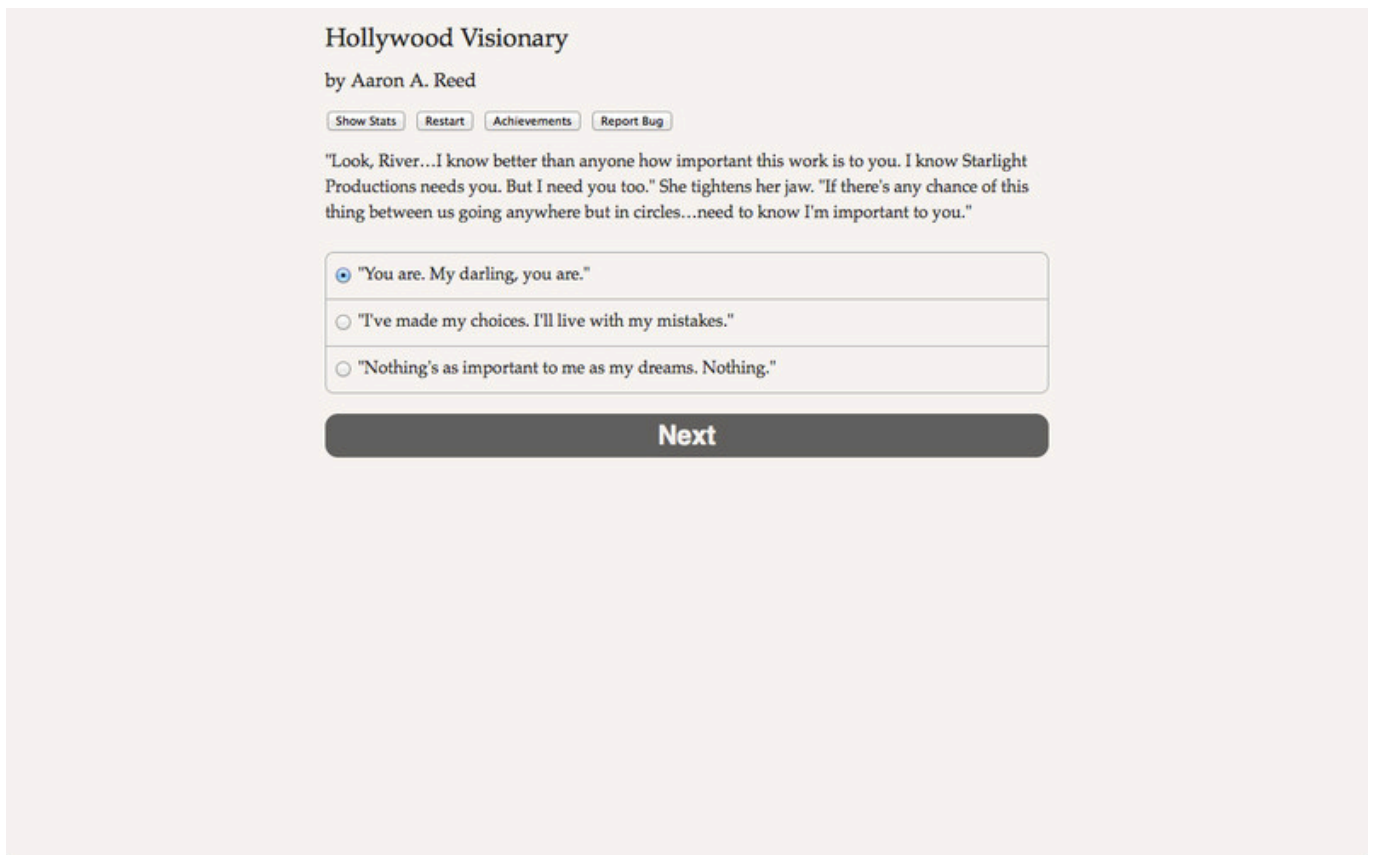 Hollywood Visionary
by Aaron A. Reed
Show Stats Restart Achievements Report Bug
"Look, River…I know better than anyone how important this work is to you. I know Starlight
Productions needs you. But I need you too." She tightens her jaw. "If there's any chance of this
thing between us going anywhere but in circles…need to know I'm important to you."
"You are. My darling, you are."
"I've made my choices. I'll live with my mistakes."
"Nothing's as important to me as my dreams. Nothing."
Next